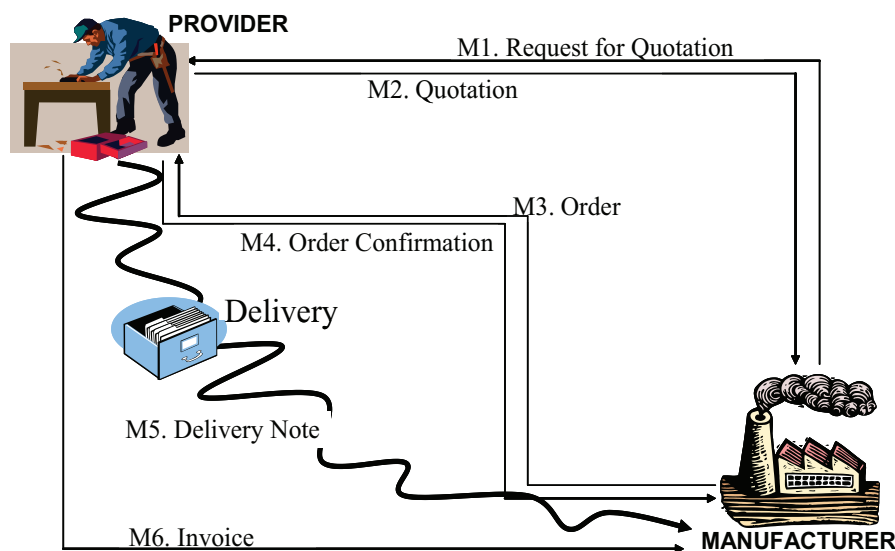 PROVIDER
M1. Request for Quotation
M2. Quotation
M3. Order
M4. Order Confirmation
Delivery
M5. Delivery Note
M6. Invoice
MANUFACTURER